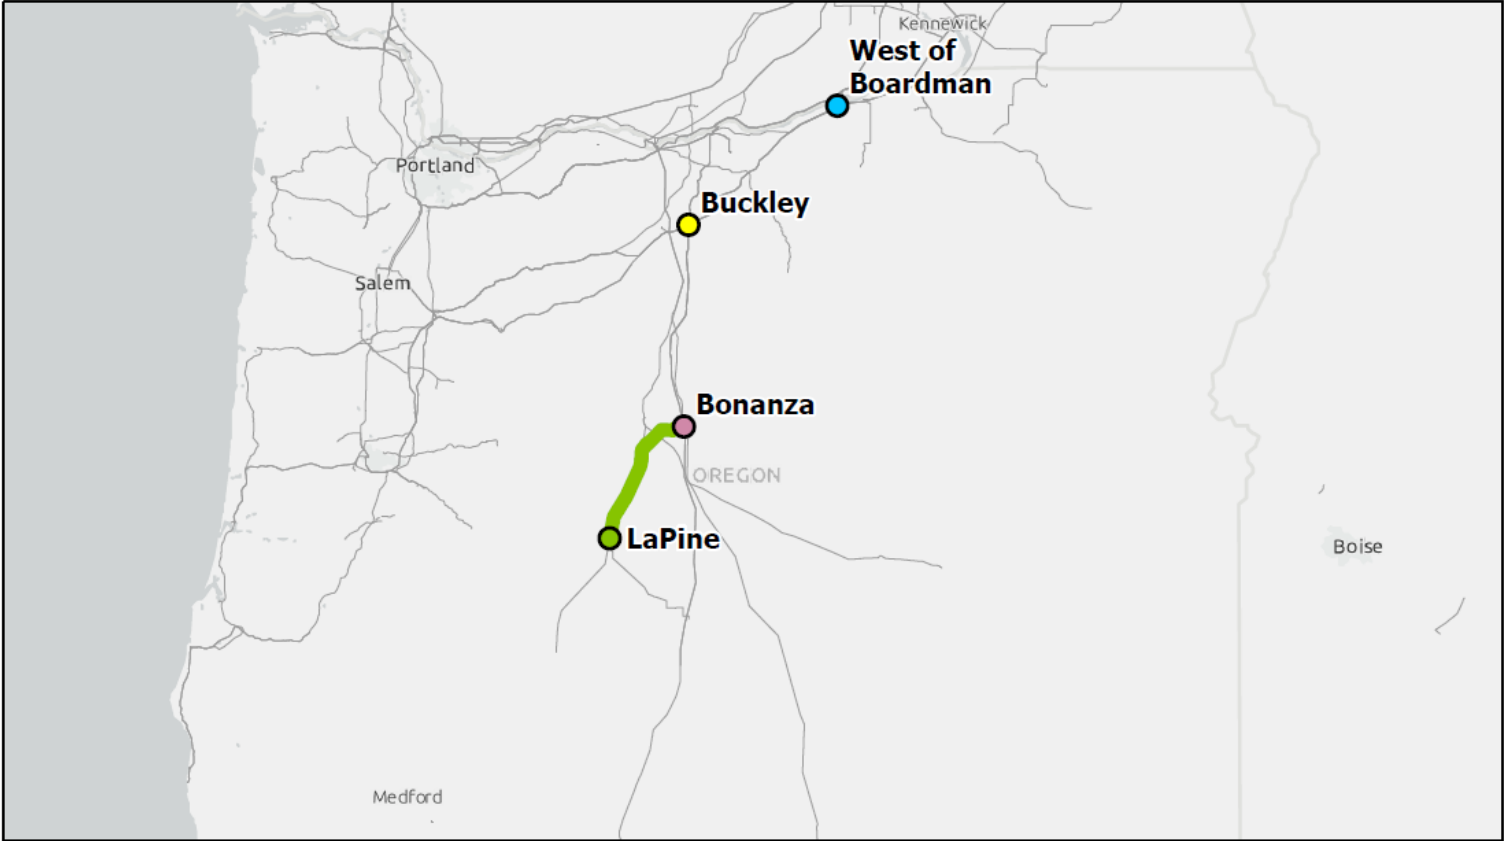 Kennewick
West of
Boardman
Portland
Buckley
Salem
Bonanza
OREGON
LaPine
Boise
Medford